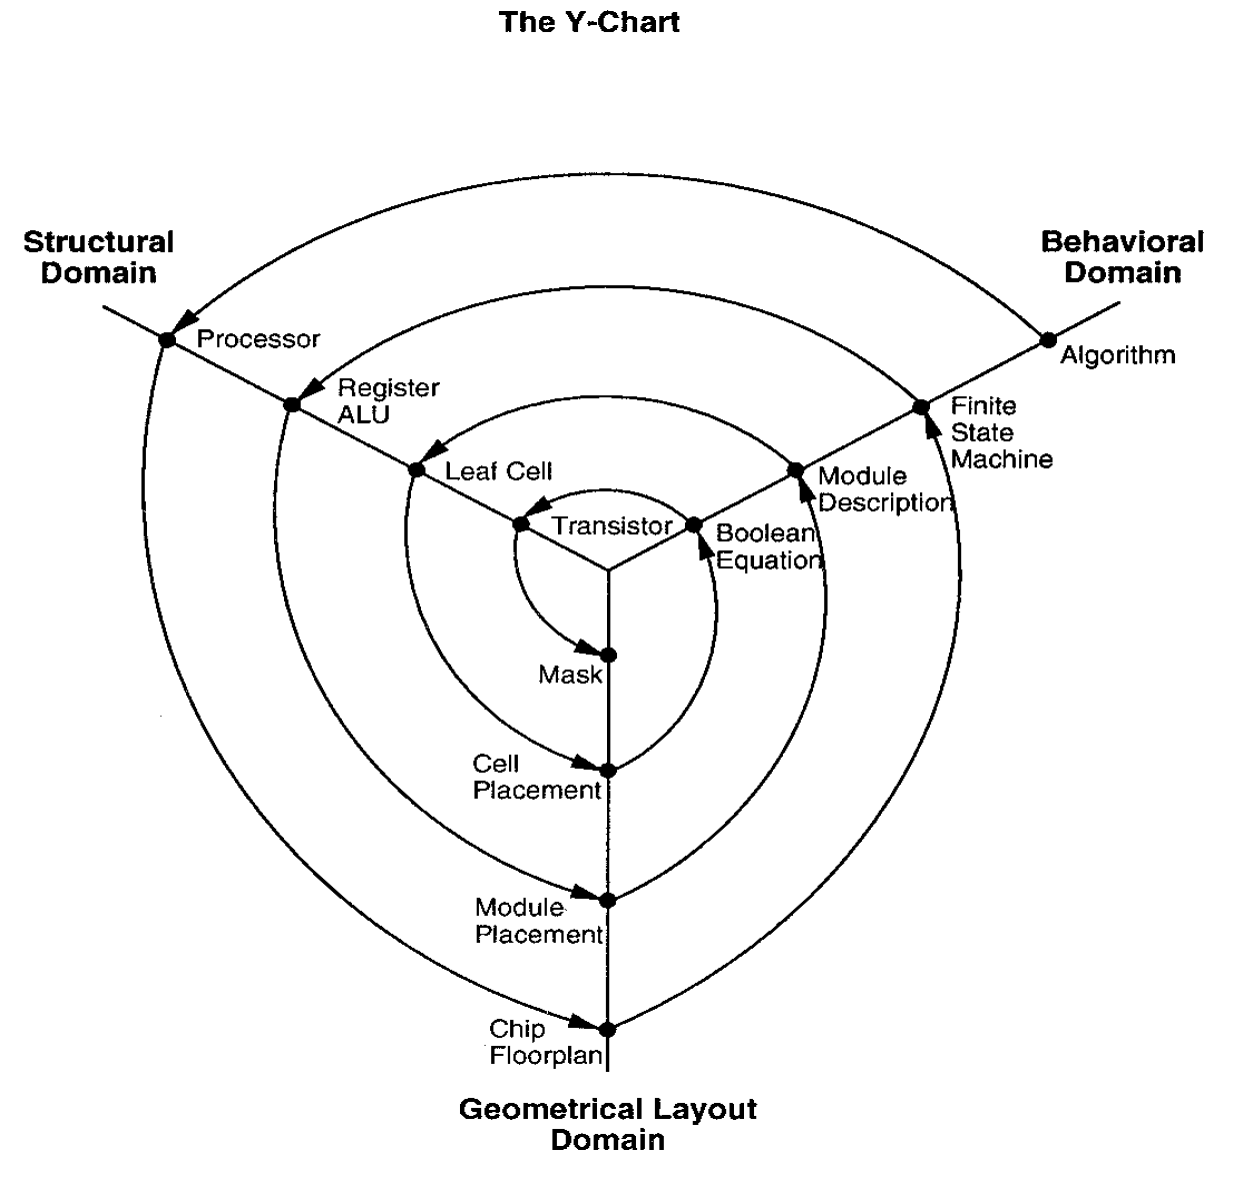 The Y-Chart
Structural
Domain
Behavioral
Domain
Processor
Algorithm
Register
ALU
Finite
State
Machine
Leaf Cell
Module
Description
Transistor
Boolean
Equation
Mask
Cell
Placement
Module
Placement
Chip
Floorplan
Geometrical Layout
Domain